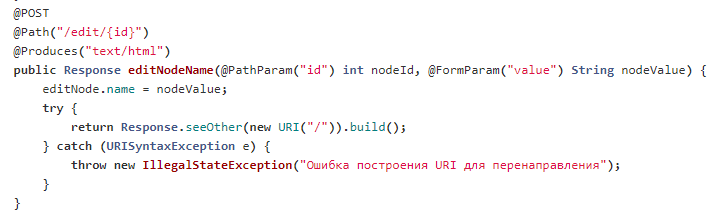 @POST
@Path("/edit/{id}")
@Produces("text/html")
public Response editNodeName(@PathParam("id") int nodeId, @FormParam("value") String nodeValue) {
    editNode.name = nodeValue;
    try {
        return Response.seeOther(new URI("/")).build();
    } catch (URISyntaxException e) {
        throw new IllegalStateException("Ошибка построения URI для перенаправления");
    }
}